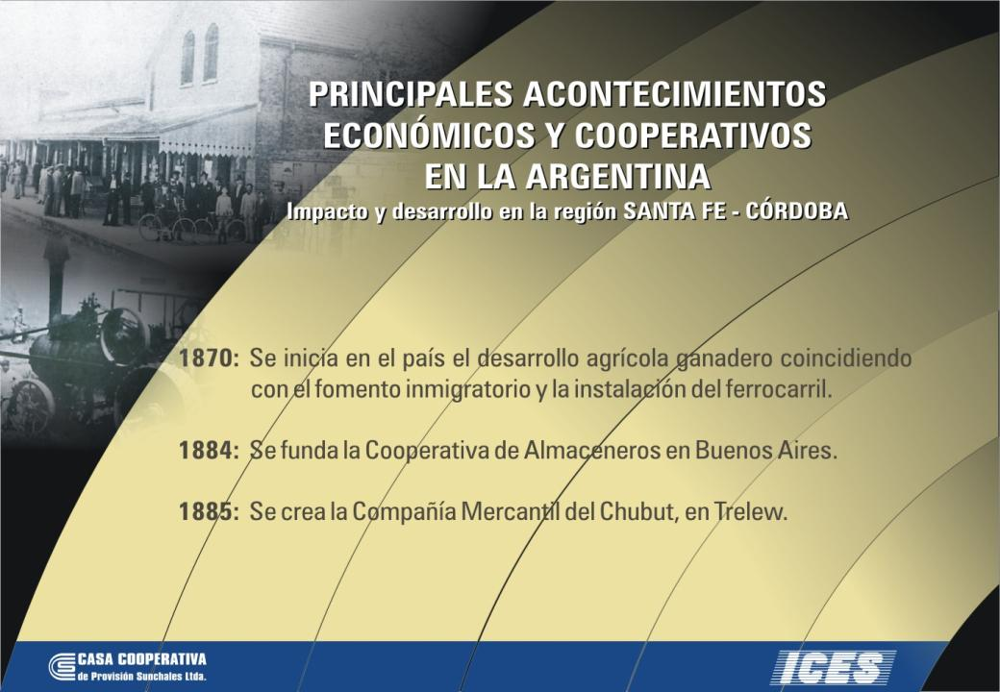 PRINCIPALES ACONTECIMIENTOS
ECONÓMICOS Y COOPERATIVOS
EN LA ARGENTINA
Impacto y desarrollo en la región SANTA FE - CÓRDOBA
1870: Se inicia en el país el desarrollo agrícola ganadero coincidiendo
con el fomento inmigratorio y la instalación del ferrocarril.
1884: Se funda la Cooperativa de Almaceneros en Buenos Aires.
1885: Se crea la Compañía Mercantil del Chubut, en Trelew.
CASA COOPERATIVA
de Provisión Sunchales Ltda.
ICES